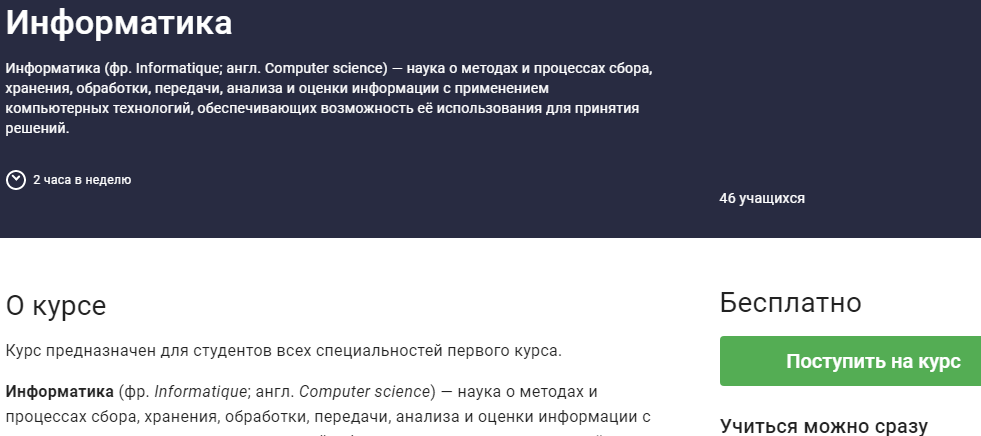 Информатика
Информатика (фр. Informatique; англ. Computer science) — наука о методах и процессах сбора,
хранения, обработки, передачи, анализа и оценки информации с применением
компьютерных технологий, обеспечивающих возможность её использования для принятия
решений.
2 часа в неделю
46 учащихся
О курсе
Курс предназначен для студентов всех специальностей первого курса.
Информатика (фр. Informatique; англ. Computer science) — наука о методах и
процессах сбора, хранения, обработки, передачи, анализа и оценки информации с
Бесплатно
Поступить на курс
Учиться можно сразу